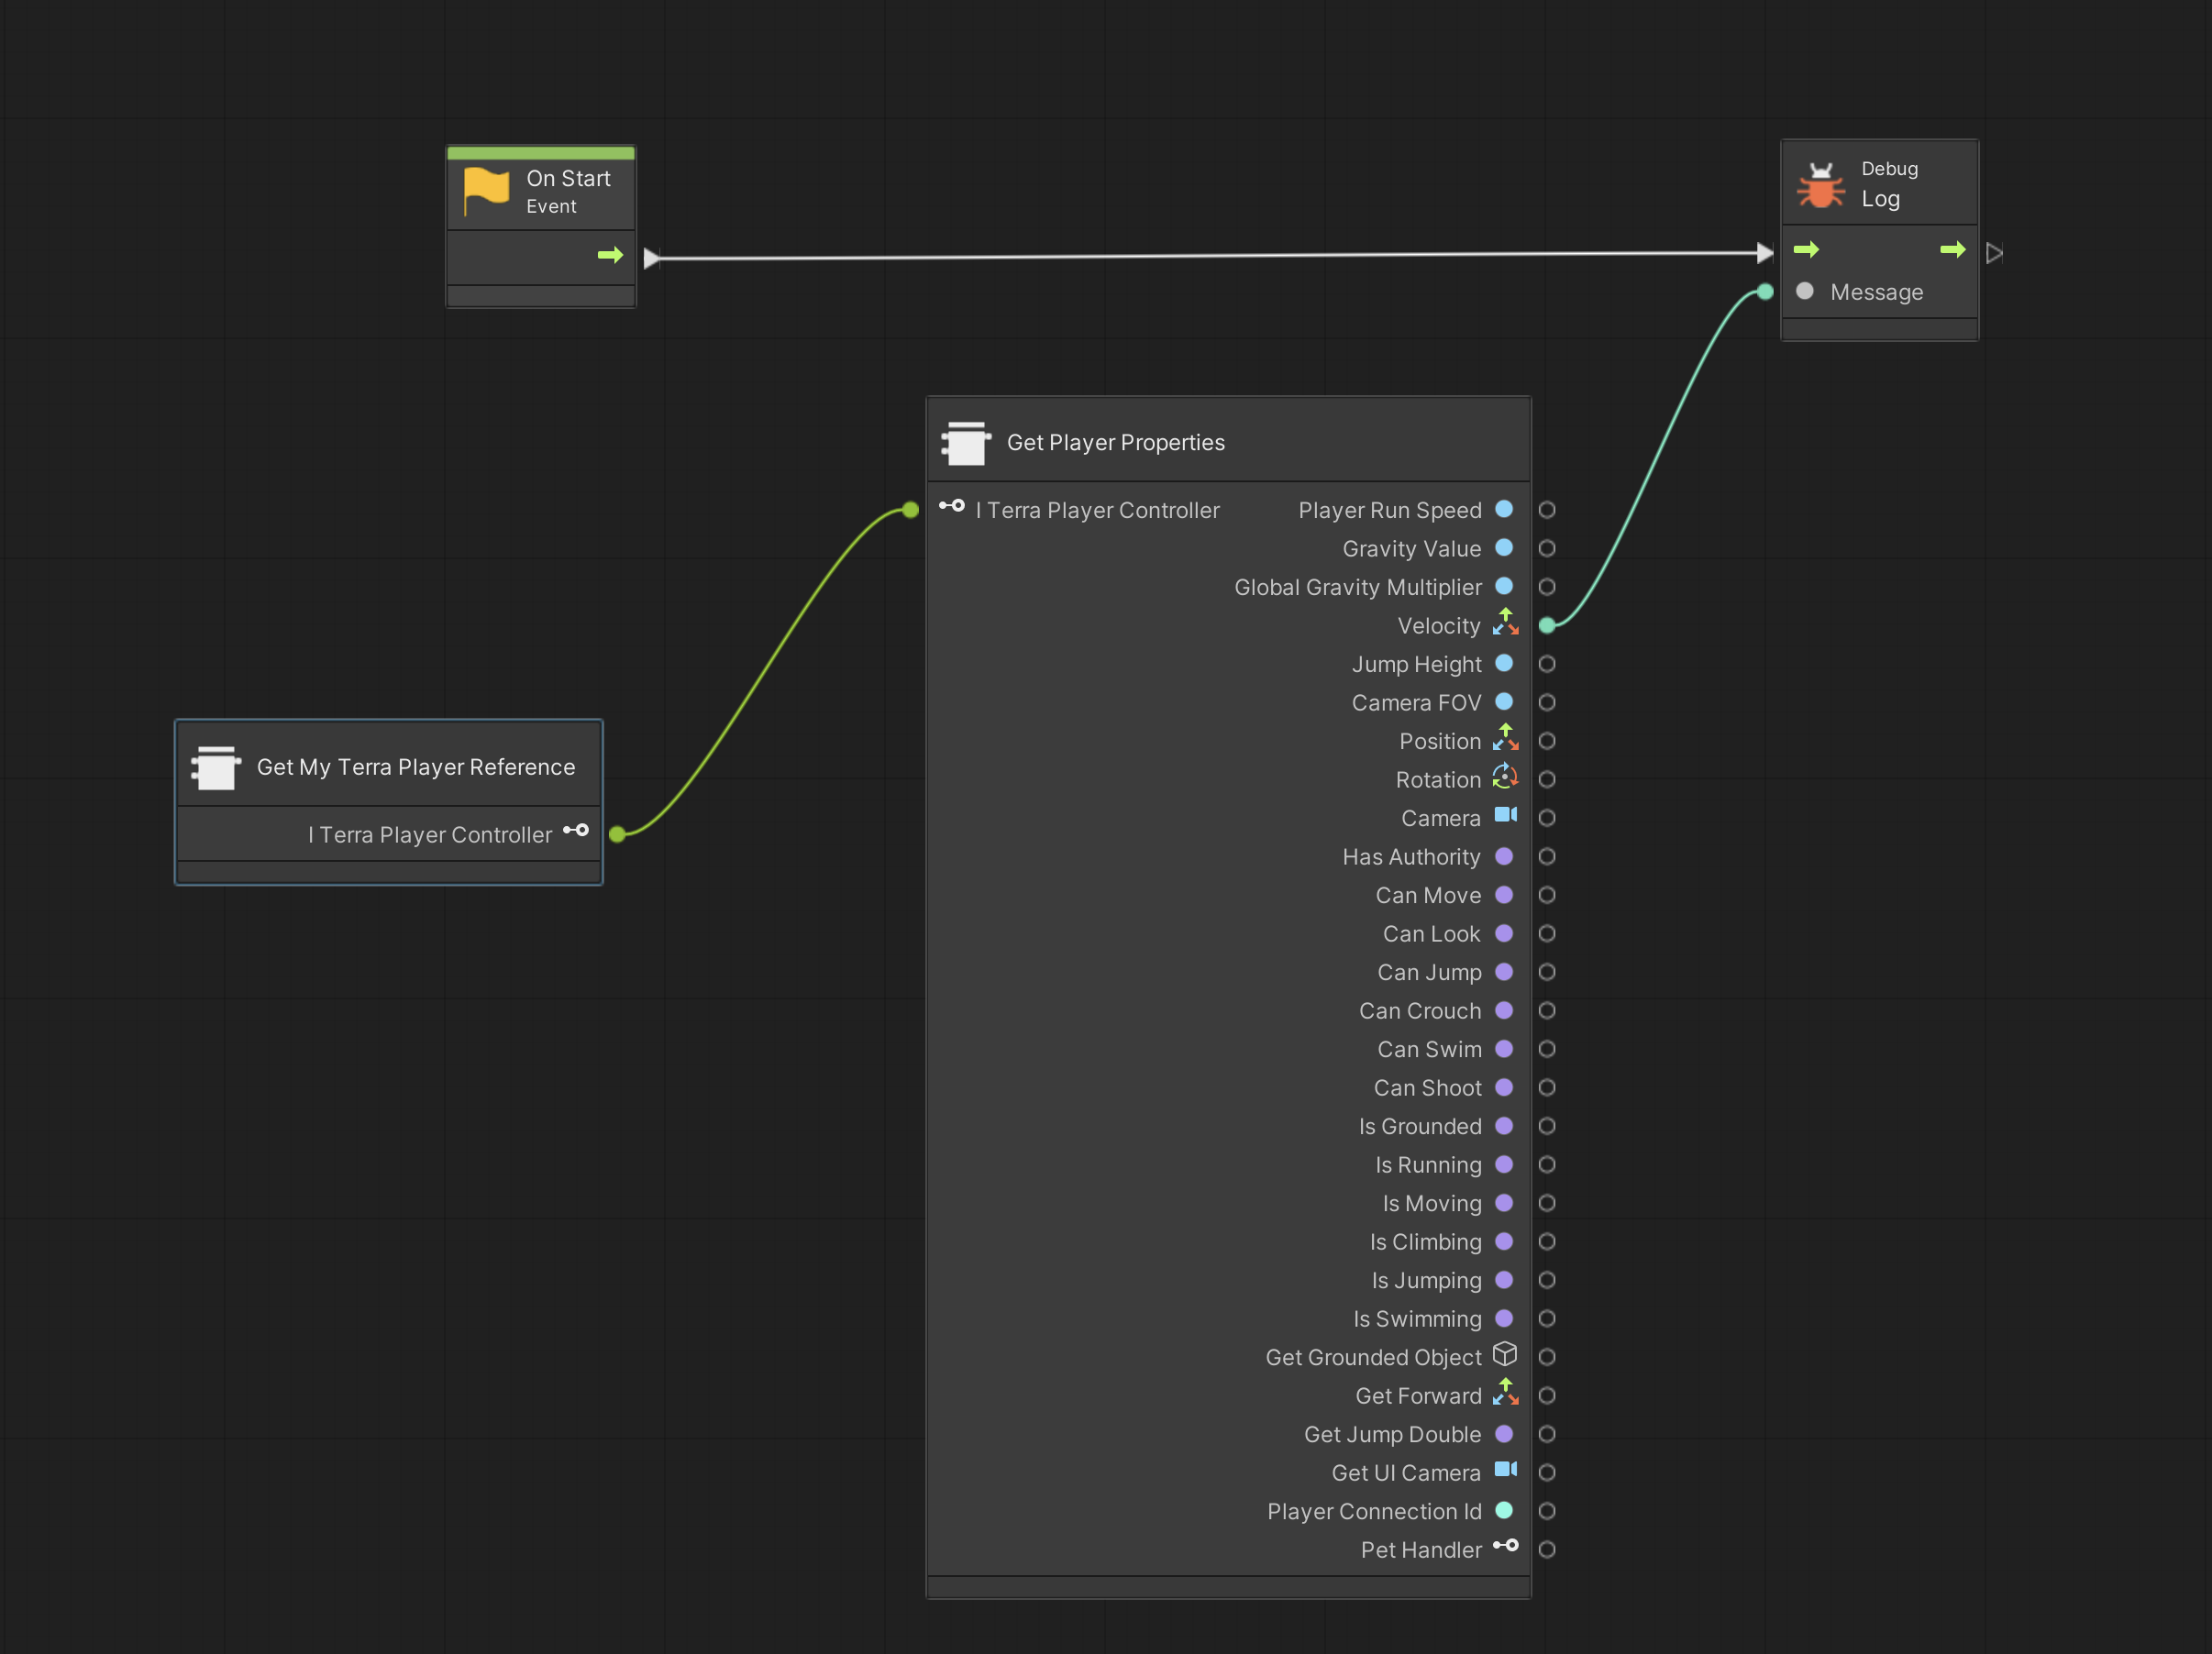 On Start
Event
Debug
Log
Message
Get Player Properties
I Terra Player Controller
Player Run Speed
Gravity Value
Global Gravity Multiplier
Velocity
Jump Height
Camera FOV
Position
Rotation
Camera
Has Authority
Can Move
Can Look
Can Jump
Can Crouch
Can Swim
Can Shoot
Is Grounded
Is Running
Is Moving
Is Climbing
Is Jumping
Is Swimming
Get Grounded Object
Get Forward
Get Jump Double
Get UI Camera
Player Connection Id
Pet Handler
Get My Terra Player Reference
I Terra Player Controller